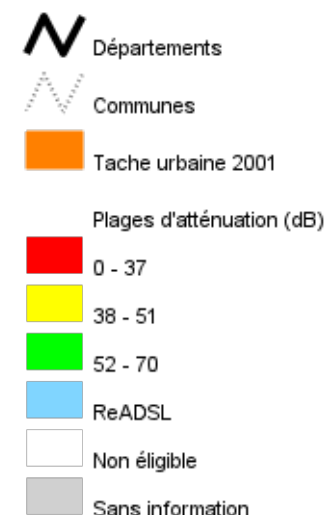 Départements
Communes
Tache urbaine 2001
Plages d'atténuation (dB)
0 - 37
38 - 51
52 - 70
ReADSL
Non éligible
Sans information